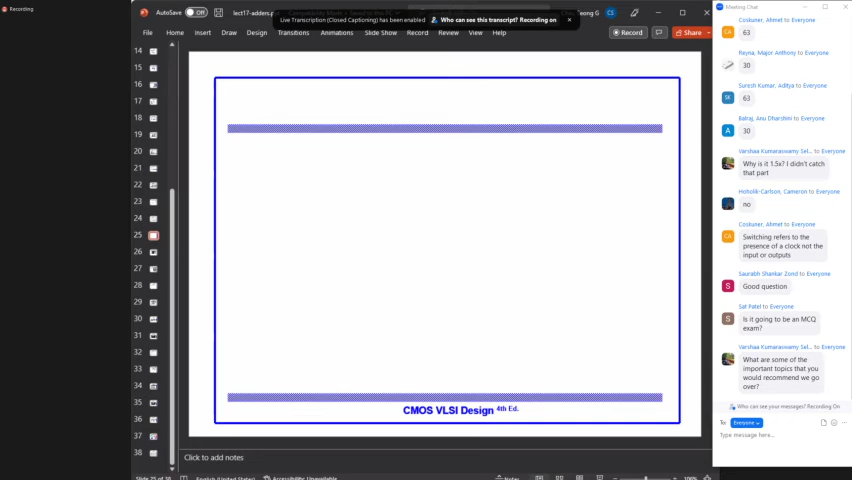 Recording
AutoSave
Off
lect17-adders.p
Live Transcription (Closed Captioning) has been enabled
Who can see this transcript? Recording on
CS
File
Home
Insert
Draw
Design
Transitions
Animations
Slide Show
Record
Review
View
Help
Record
Share
14
15
16
17
18
19
20
21
22
23
24
25
26
27
28
29
30
31
32
33
34
35
36
37
38
CMOS VLSI Design 4th Ed.
Click to add notes
Slide 25 of 38
English (United States)
Accessibility: Unavailable
Notes
100%
Meeting Chat
Coskuner, Ahmet to Everyone
CA
63
Reyna, Major Anthony to Everyone
30
Suresh Kumar, Aditya to Everyone
SK
63
Balraj, Anu Dharshini to Everyone
A
30
Varshaa Kumaraswamy Sel... to Everyone
Why is it 1.5x? I didn't catch
that part
Hoholik-Carlson, Cameron to Everyone
no
Coskuner, Ahmet to Everyone
CA
Switching refers to the
presence of a clock not the
input or outputs
Saurabh Shankar Zond to Everyone
S
Good question
Sat Patel to Everyone
S
Is it going to be an MCQ
exam?
Varshaa Kumaraswamy Sel... to Everyone
What are some of the
important topics that you
would recommend we go
over?
Who can see your messages? Recording On
To:
Everyone
Type message here...